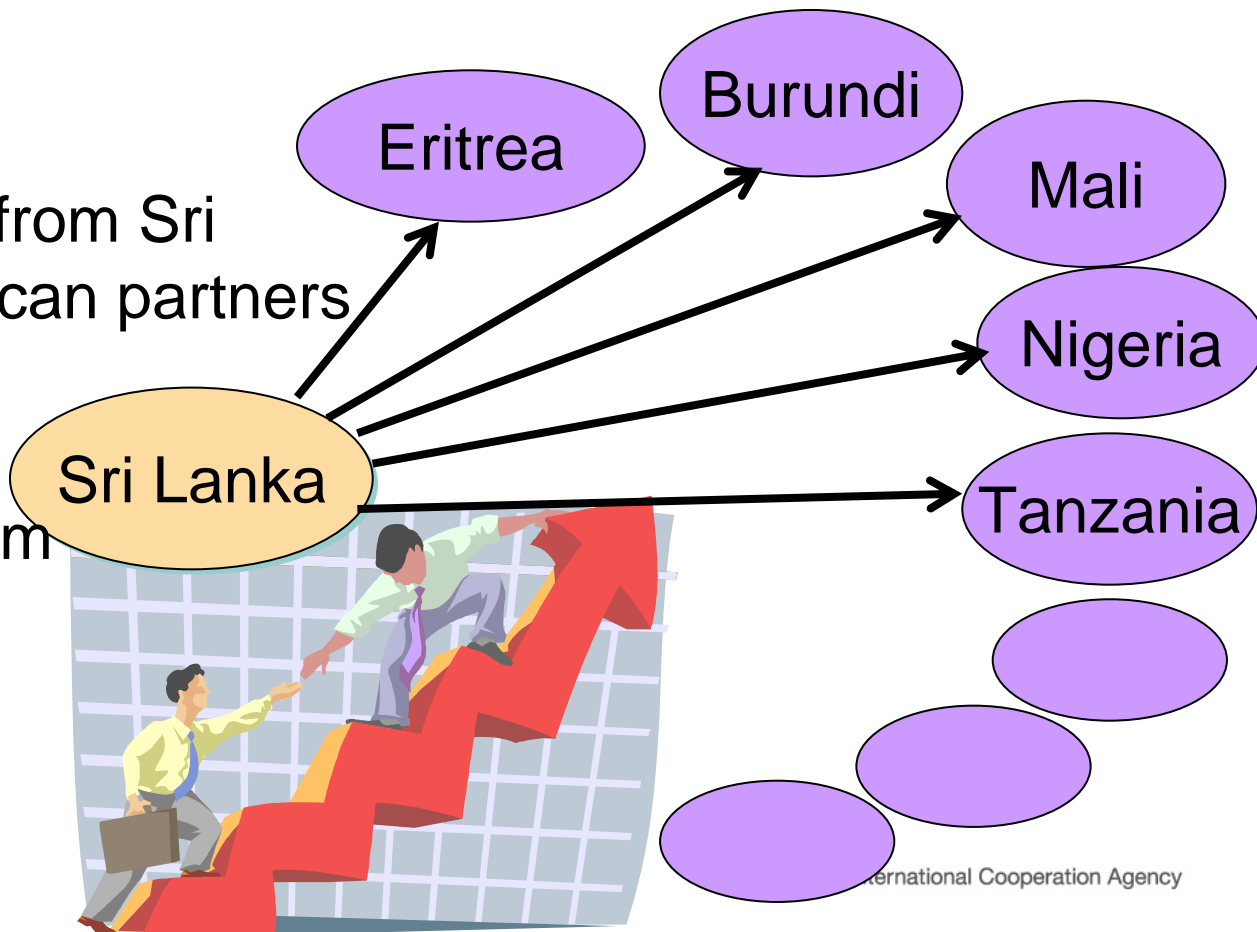 Burundi
Eritrea
Mali
from Sri
can partners
Nigeria
Sri Lanka
Tanzania
m
ternational Cooperation Agency